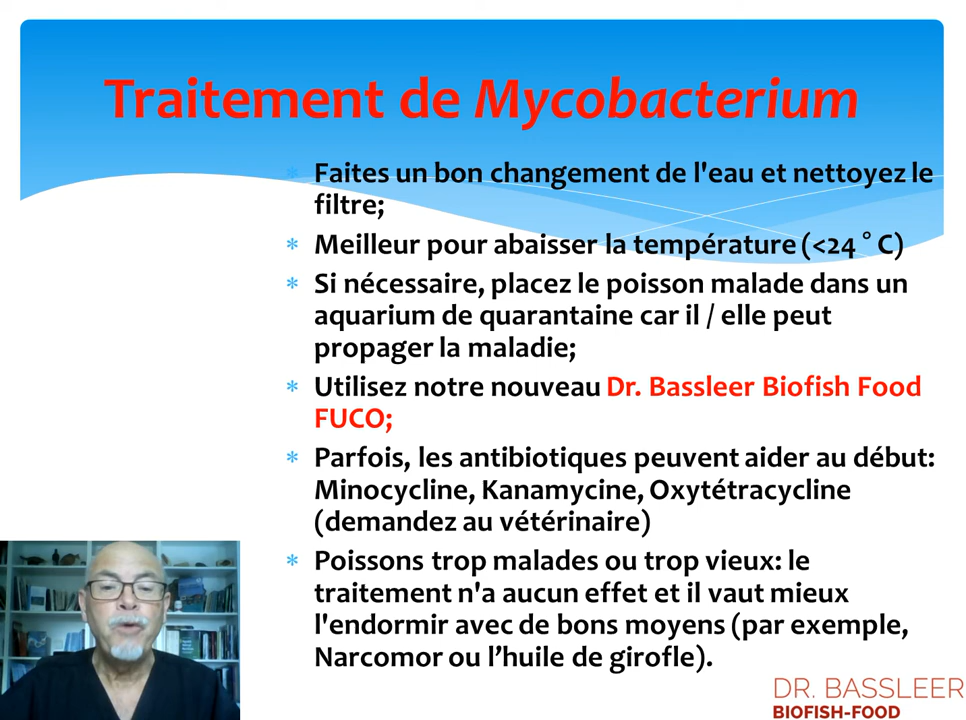 Traitement de Mycobacterium
* Faites un bon changement de l'eau et nettoyez le
filtre;
* Meilleur pour abaisser la température (<24 ° C)
* Si nécessaire, placez le poisson malade dans un
aquarium de quarantaine car il / elle peut
propager la maladie;
* Utilisez notre nouveau Dr. Bassleer Biofish Food
FUCO;
* Parfois, les antibiotiques peuvent aider au début:
Minocycline, Kanamycine, Oxytétracycline
(demandez au vétérinaire)
* Poissons trop malades ou trop vieux: le
traitement n'a aucun effet et il vaut mieux
l'endormir avec de bons moyens (par exemple,
Narcomor ou l’huile de girofle).
DR. BASSLEER
BIOFISH-FOOD